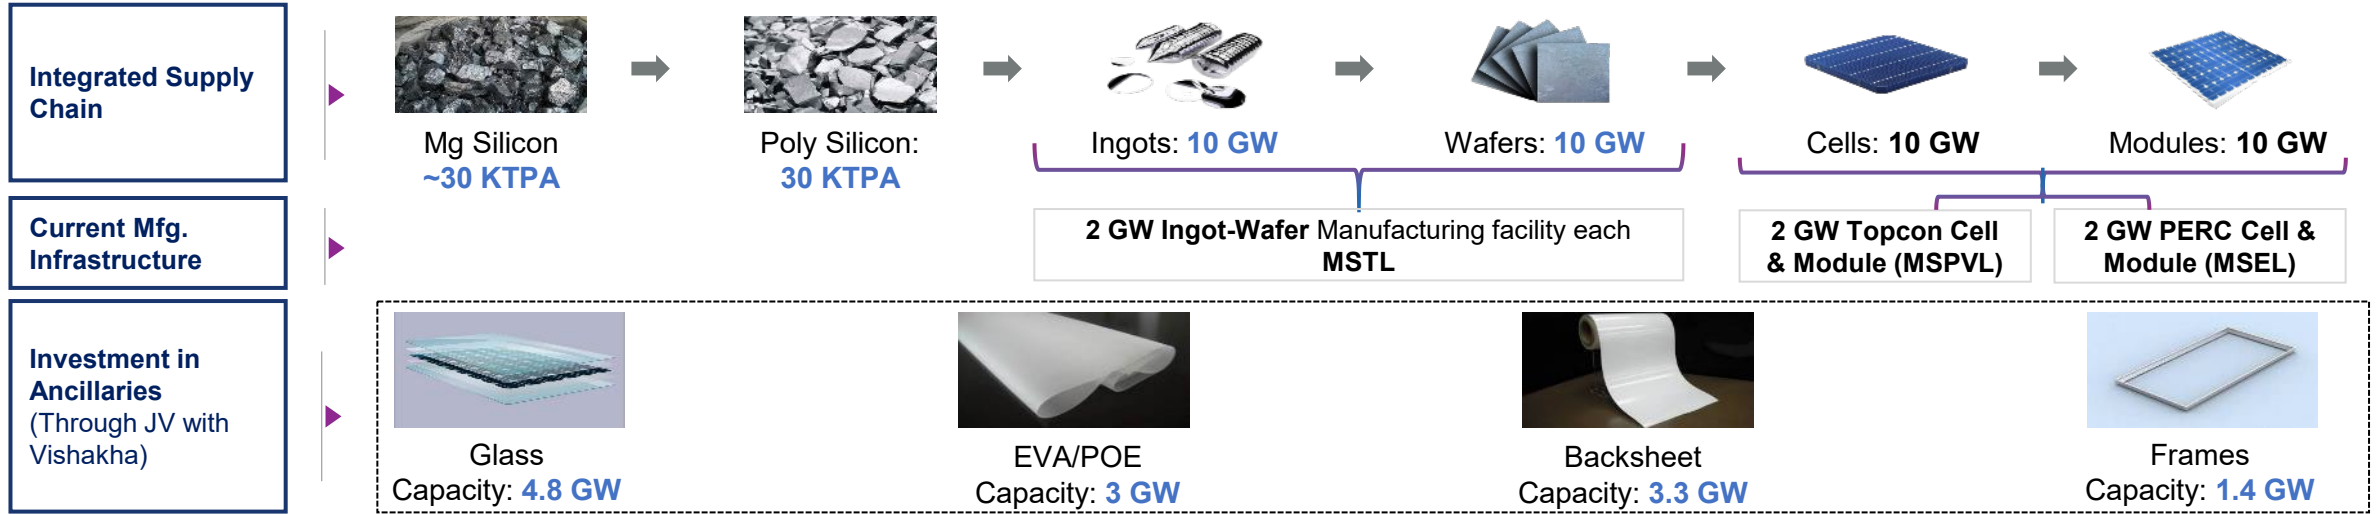 Integrated Supply
Chain
Mg Silicon
~30 KTPA
Poly Silicon:
30 KTPA
Ingots: 10 GW
Wafers: 10 GW
Cells: 10 GW
Modules: 10 GW
Current Mfg.
Infrastructure
2 GW Ingot-Wafer Manufacturing facility each
MSTL
2 GW Topcon Cell
& Module (MSPVL)
2 GW PERC Cell &
Module (MSEL)
Investment in
Ancillaries
(Through JV with
Vishakha)
Glass
Capacity: 4.8 GW
EVA/POE
Capacity: 3 GW
Backsheet
Capacity: 3.3 GW
Frames
Capacity: 1.4 GW